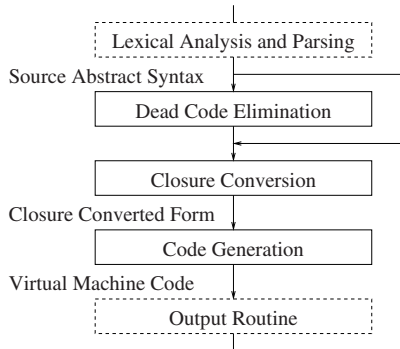 Lexical Analysis and Parsing
Source Abstract Syntax
Dead Code Elimination
Closure Conversion
Closure Converted Form
Code Generation
Virtual Machine Code
Output Routine